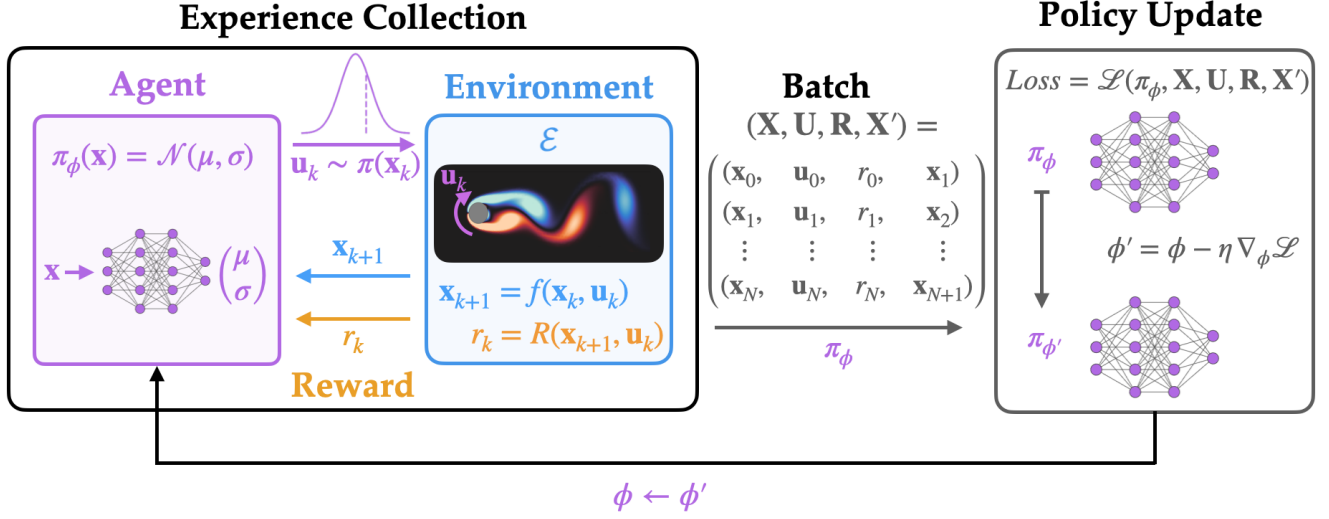 Experience Collection
Agent
π_ϕ(x) = 𝒩(μ, σ)
x
(μ
σ)
u_k ∼ π(x_k)
x_{k+1}
r_k
Reward
Environment
ℰ
u_k
x_{k+1} = f(x_k, u_k)
r_k = R(x_{k+1}, u_k)
Batch
(X, U, R, X′) =
(x_0, u_0, r_0, x_1)
(x_1, u_1, r_1, x_2)
⋮ ⋮ ⋮ ⋮
(x_N, u_N, r_N, x_{N+1})
π_ϕ
Policy Update
Loss = ℒ(π_ϕ, X, U, R, X′)
π_ϕ
ϕ′ = ϕ − η ∇_ϕ ℒ
π_ϕ′
ϕ ← ϕ′